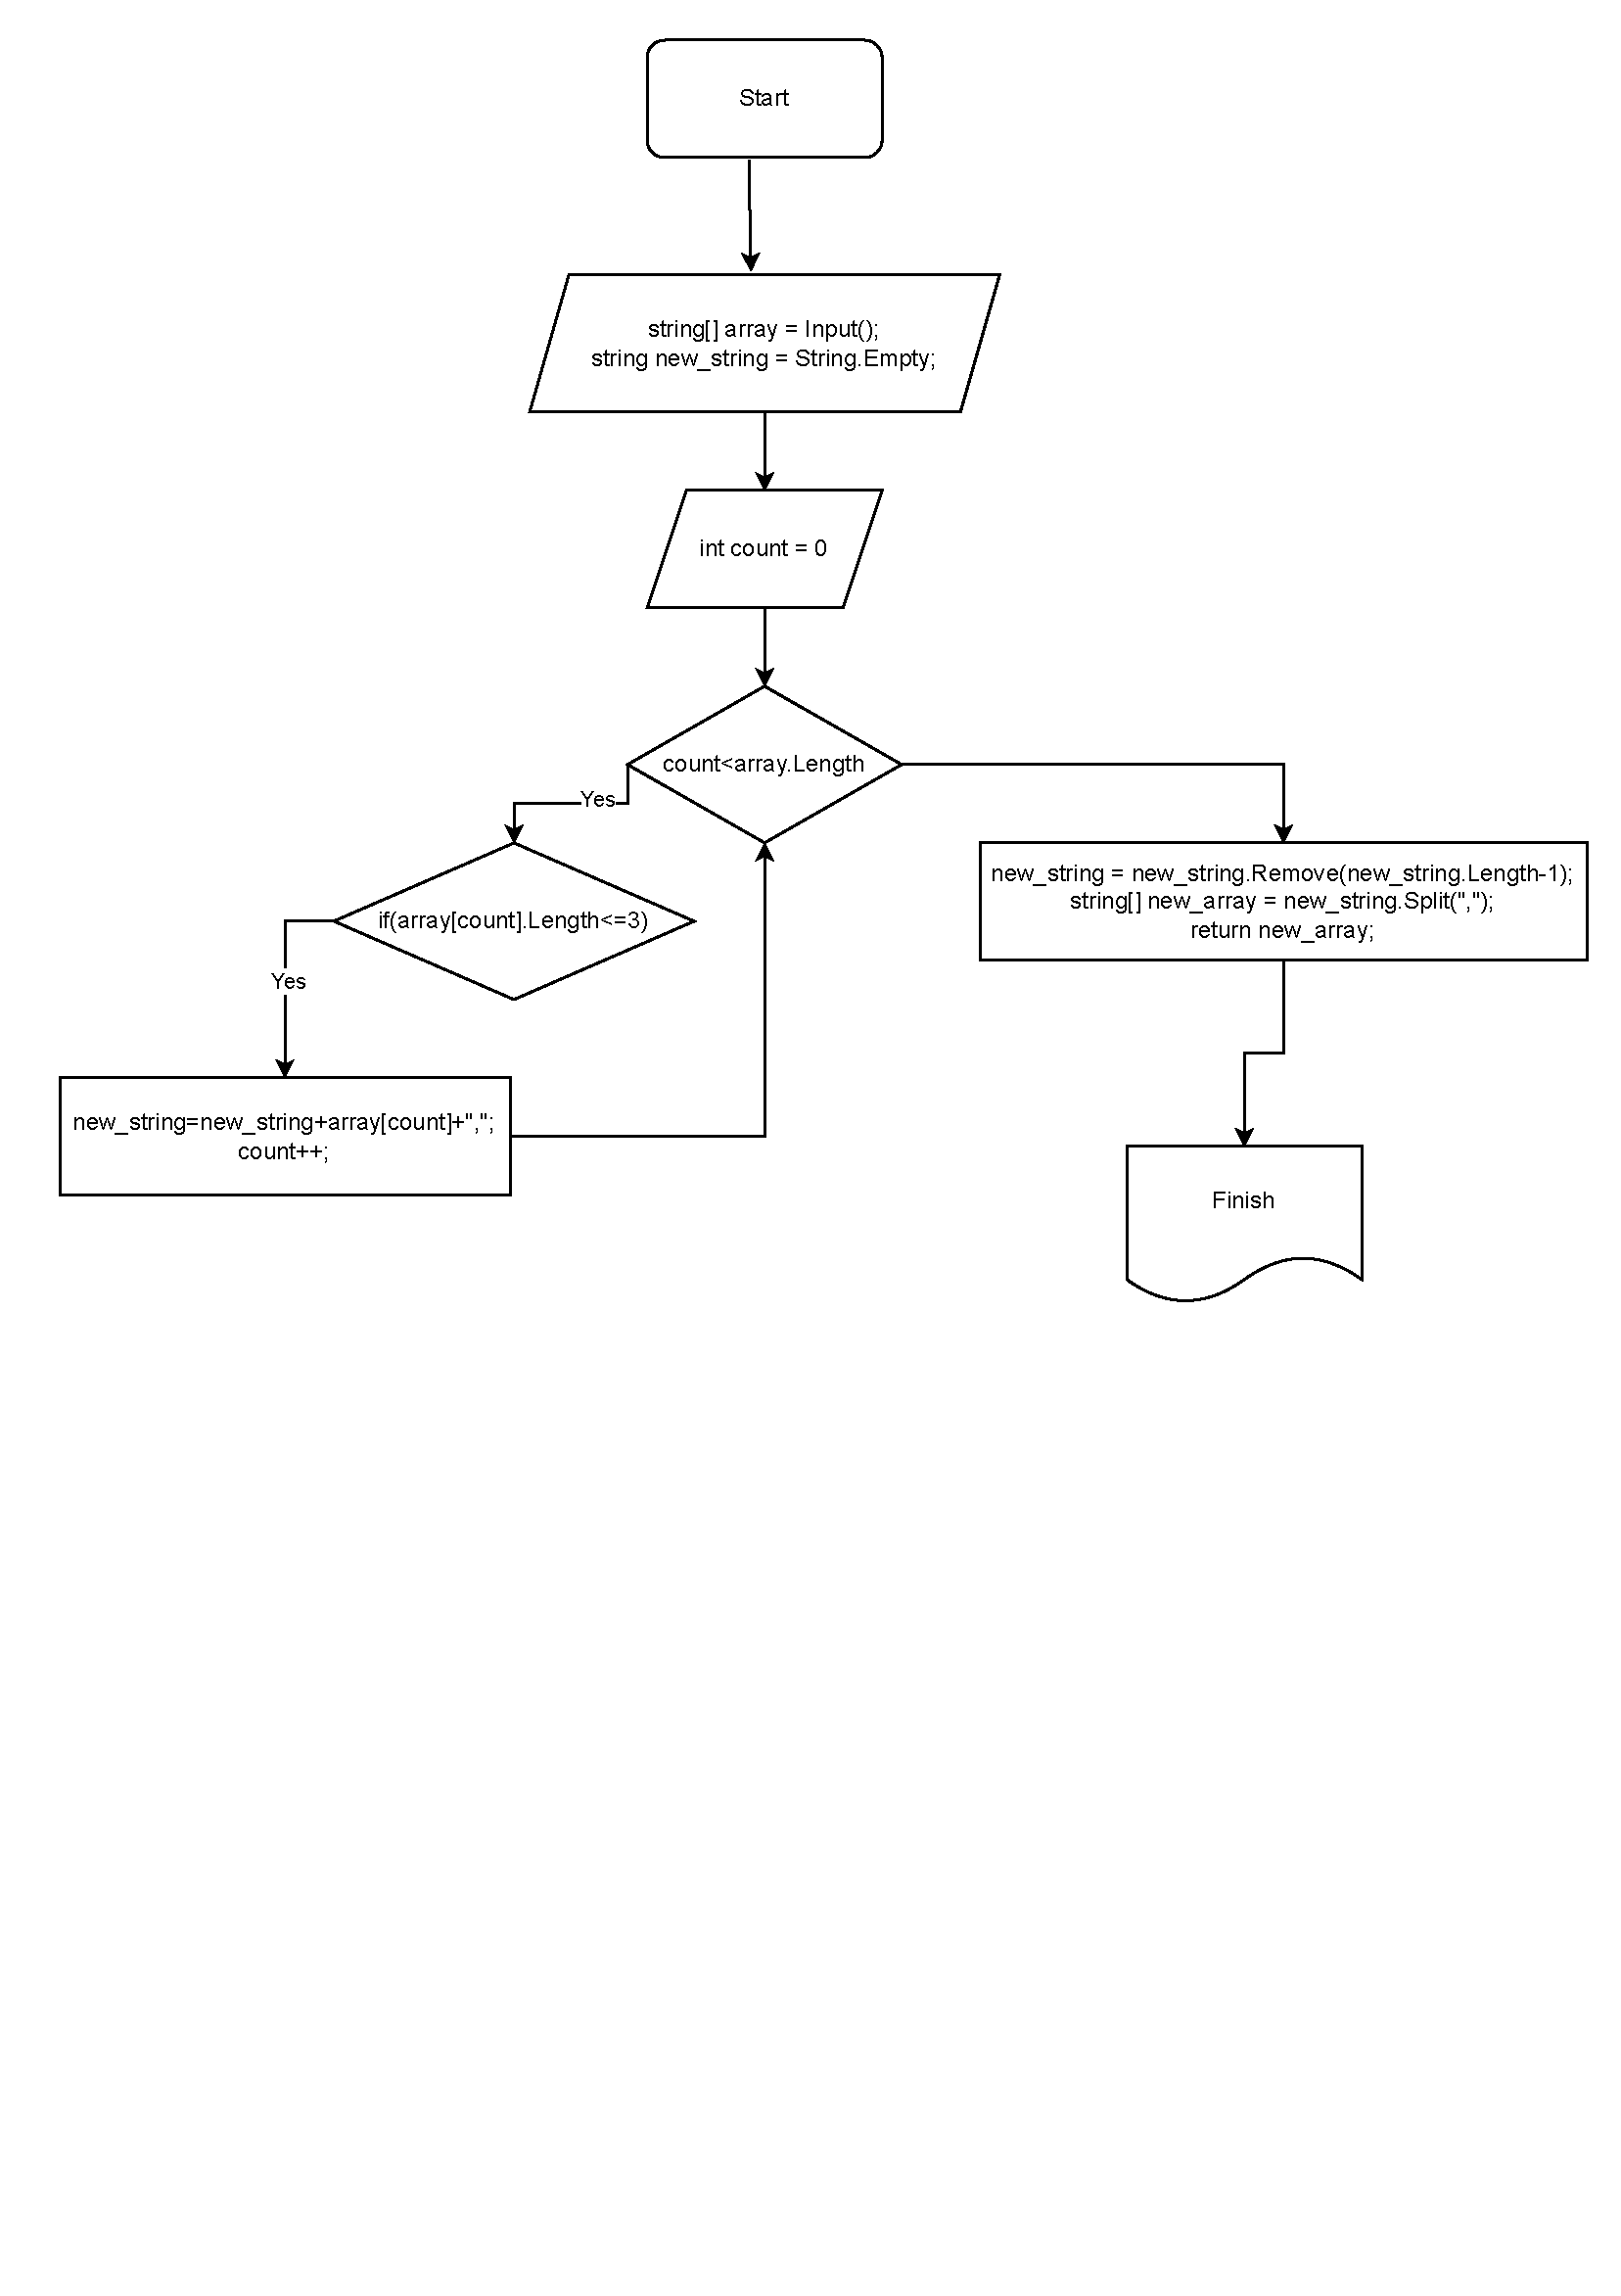 Start
string[] array = Input();
string new_string = String.Empty;
int count = 0
count<array.Length
Yes
if(array[count].Length<=3)
Yes
new_string=new_string+array[count]+",";
count++;
new_string = new_string.Remove(new_string.Length-1);
string[] new_array = new_string.Split(",");
return new_array;
Finish